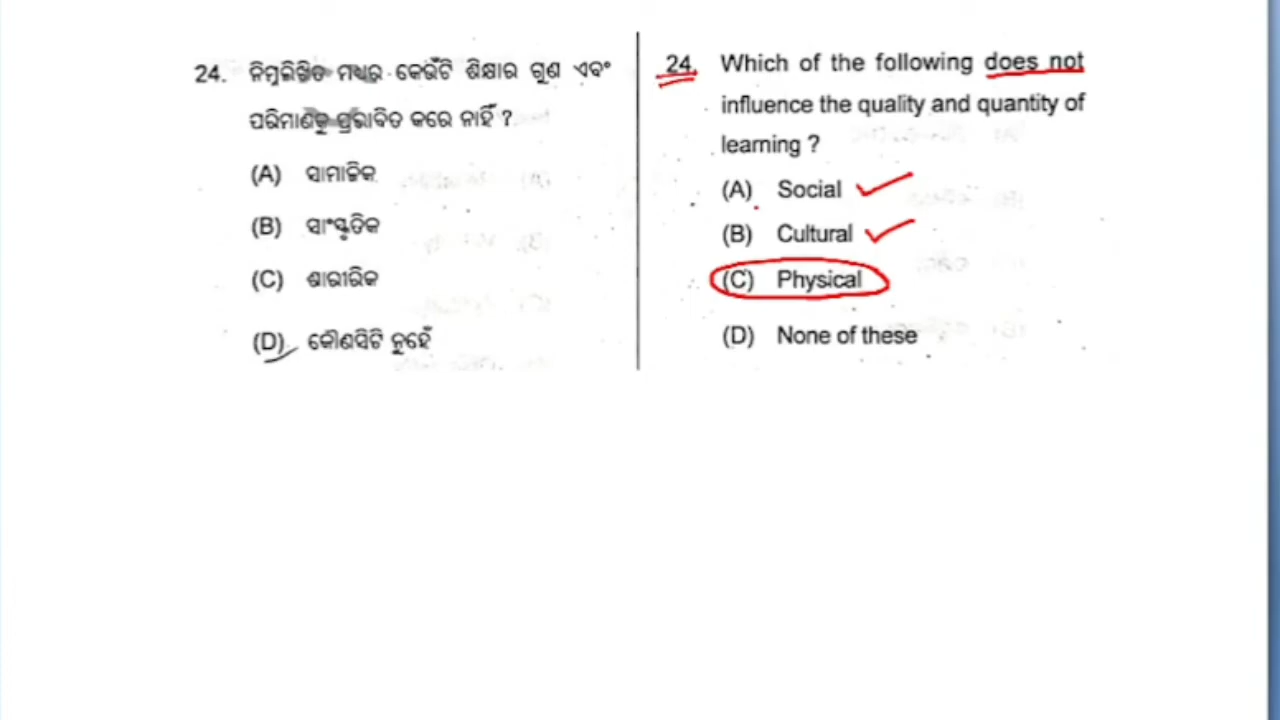 24. ନିମ୍ନଲିଖିତ ମଧ୍ୟରୁ କେଉଁଟି ଶିକ୍ଷାର ଗୁଣ ଏବଂ
ପରିମାଣକୁ ପ୍ରଭାବିତ କରେ ନାହିଁ ?
(A) ସାମାଜିକ
(B) ସାଂସ୍କୃତିକ
(C) ଶାରୀରିକ
(D) କୌଣସିଟି ନୁହେଁ
24. Which of the following does not
influence the quality and quantity of
learning ?
(A) Social
(B) Cultural
(C) Physical
(D) None of these